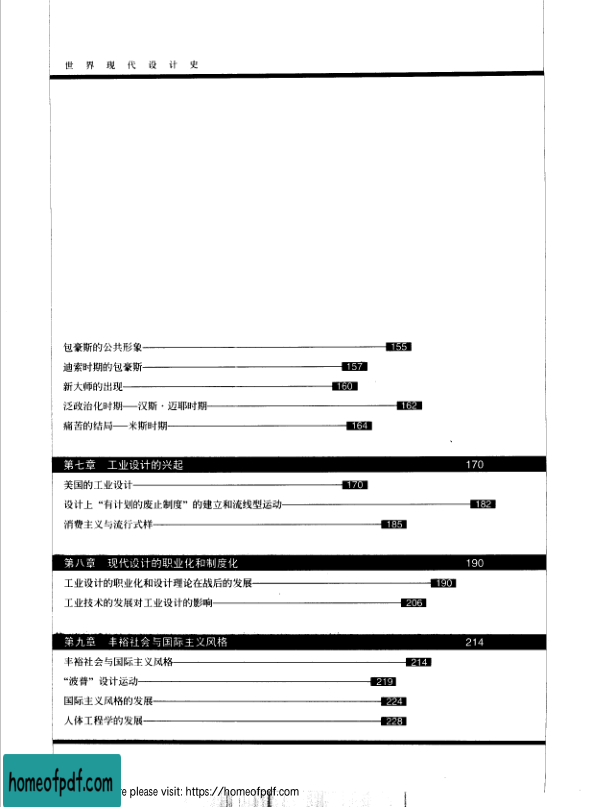 世界现代设计史
包豪斯的公共形象 155
迪索时期的包豪斯 157
新大师的出现 160
泛政治化时期——汉斯·迈耶时期 162
痛苦的结局——米斯时期 164
第七章 工业设计的兴起 170
美国的工业设计 170
设计上“有计划的废止制度”的建立和流线型运动 182
消费主义与流行式样 185
第八章 现代设计的职业化和制度化 190
工业设计的职业化和设计理论在战后的发展 190
工业技术的发展对工业设计的影响 206
第九章 丰裕社会与国际主义风格 214
丰裕社会与国际主义风格 214
“波普”设计运动 219
国际主义风格的发展 224
人体工程学的发展 228
homeofpdf.com
re please visit: https://homeofpdf.com